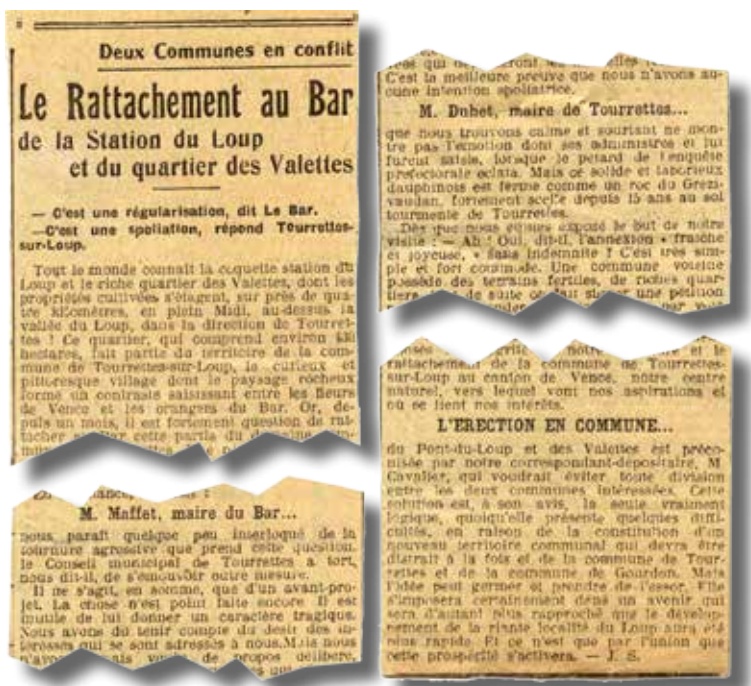 Deux Communes en conflit
Le Rattachement au Bar
de la Station du Loup
et du quartier des Valettes
— C'est une régularisation, dit Le Bar.
—C'est une spoliation, répond Tourrettes-
sur-Loup.
Tout le monde connait la coquette station du
Loup et le riche quartier des Valettes, dont les
propriétés cultivées s'étagent, sur près de qua-
tre kilomètres, en plein Midi, au-dessus la
vallée du Loup, dans la direction de Tourret-
tes ! Ce quartier, qui comprend environ
hectares, fait partie du territoire de la com-
mune de Tourrettes-sur-Loup, le curieux et
pittoresque village dont le paysage rocheux
forme un contraste saisissant entre les fleurs
de Vence et les orangers du Bar. Or, de-
puis un mois, il est fortement question de rat-
tacher au Bar cette partie du
M. Maffet, maire du Bar...
nous paraît quelque peu interloqué de la
tournure agressive que prend cette question.
le Conseil municipal de Tourrettes a tort,
nous dit-il, de s'émouvoir outre mesure.
Il ne s'agit, en somme, que d'un avant-pro-
jet. La chose n'est point faite encore. Il est
inutile de lui donner un caractère tragique.
Nous avons dû tenir compte du désir des in-
téressés qui se sont adressés à nous. Mais nous
n'avons de propos délibéré,
C'est la meilleure preuve que nous n'avons au-
cune intention spoliatrice.
M. Dubet, maire de Tourrettes...
que nous trouvons calme et souriant ne mon-
tre pas l'émotion dont ses administrés et lui
furent saisis, lorsque le pétard de l'enquête
préfectorale éclata. Mais ce solide et laborieux
dauphinois est ferme comme un roc du Grési-
vaudan, fortement scellé depuis 15 ans au sol
tourmenté de Tourrettes.
Dès que nous eûmes exposé le but de notre
visite : — Ah ! Oui, dit-il, l'annexion « fraîche
et joyeuse, » sans indemnité ! C'est très sim-
ple et fort commode. Une commune voisine
possède des terrains fertiles, de riches quar-
tiers de suite une pétition
notre et le
rattachement de la commune de Tourrettes-
sur-Loup au canton de Vence, notre centre
naturel, vers lequel vont nos aspirations et
où se lient nos intérêts.
L'ERECTION EN COMMUNE...
du Pont-du-Loup et des Valettes est préco-
nisée par notre correspondant-dépositaire, M.
Cavalier, qui voudrait éviter toute division
entre les deux communes intéressées. Cette
solution est, à son avis, la seule vraiment
logique, quoiqu'elle présente quelques diffi-
cultés, en raison de la constitution d'un
nouveau territoire communal qui devra être
distrait à la fois et de la commune de Tour-
rettes et de la commune de Gourdon. Mais
l'idée peut germer et prendre de l'essor. Elle
s'imposera certainement dans un avenir qui
sera d'autant plus rapproché que le dévelop-
pement de la riante localité du Loup aura été
plus rapide. Et ce n'est que par l'union que
cette prospérité s'activera. — J. S.